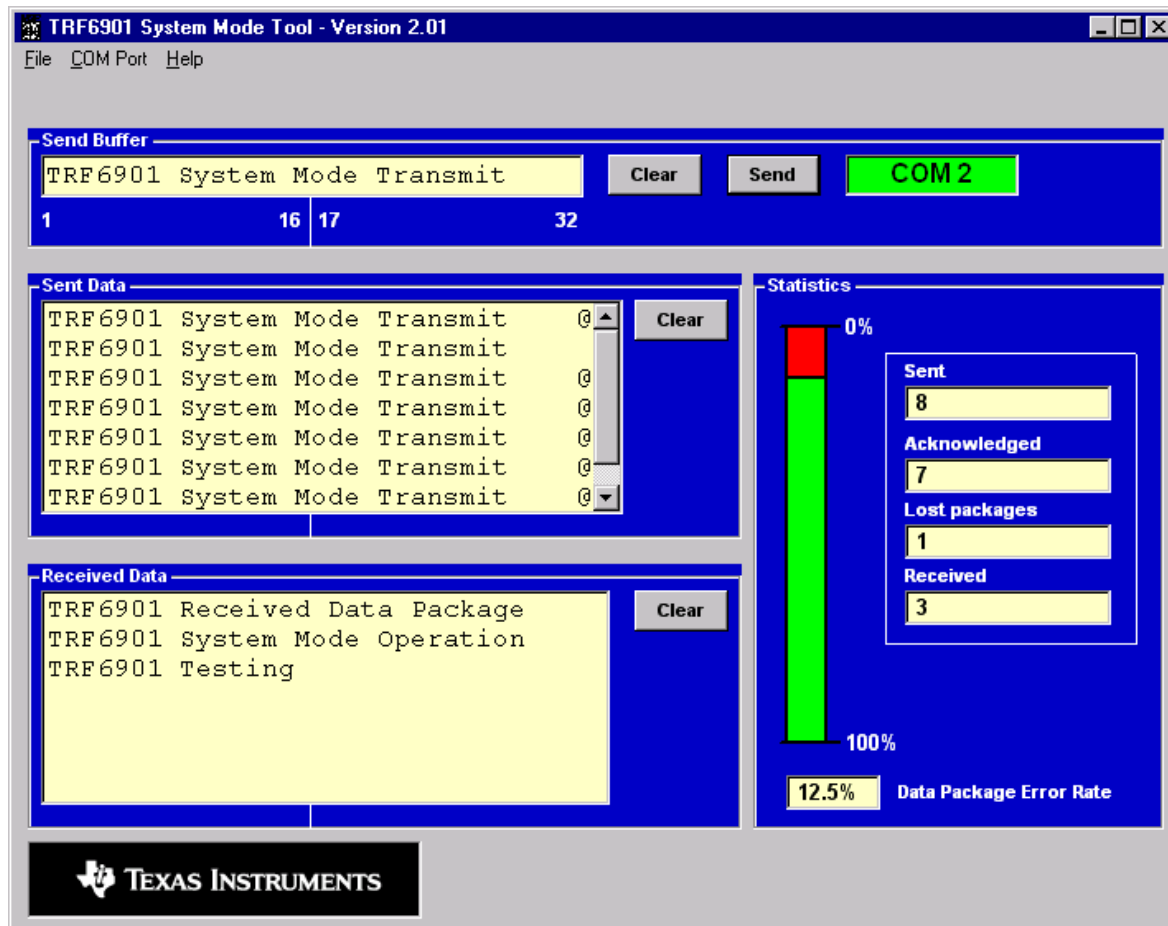 TRF6901 System Mode Tool - Version 2.01
File COM Port Help
Send Buffer
TRF6901 System Mode Transmit
Clear
Send
COM 2
1 16 17 32
Sent Data
TRF6901 System Mode Transmit @
TRF6901 System Mode Transmit
TRF6901 System Mode Transmit @
TRF6901 System Mode Transmit @
TRF6901 System Mode Transmit @
TRF6901 System Mode Transmit @
TRF6901 System Mode Transmit @
Clear
Received Data
TRF6901 Received Data Package
TRF6901 System Mode Operation
TRF6901 Testing
Clear
Statistics
0%
Sent
8
Acknowledged
7
Lost packages
1
Received
3
100%
12.5% Data Package Error Rate
TEXAS INSTRUMENTS